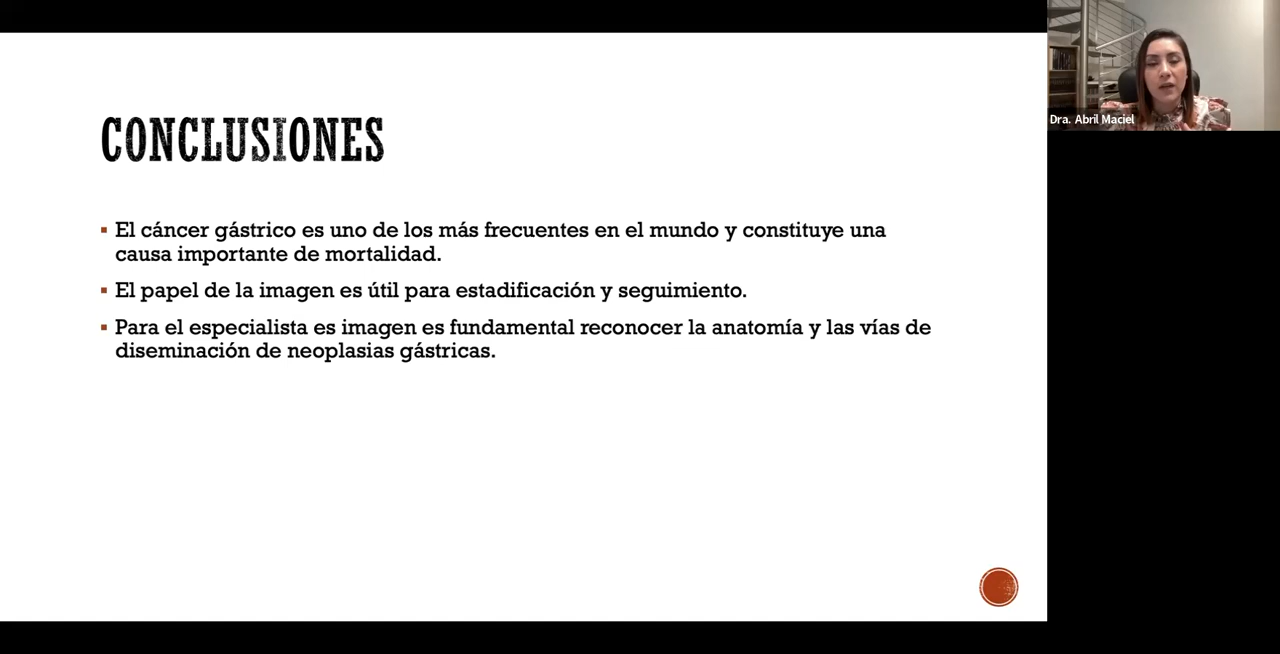 CONCLUSIONES
▪ El cáncer gástrico es uno de los más frecuentes en el mundo y constituye una
causa importante de mortalidad.
▪ El papel de la imagen es útil para estadificación y seguimiento.
▪ Para el especialista es imagen es fundamental reconocer la anatomía y las vías de
diseminación de neoplasias gástricas.
Dra. Abril Maciel